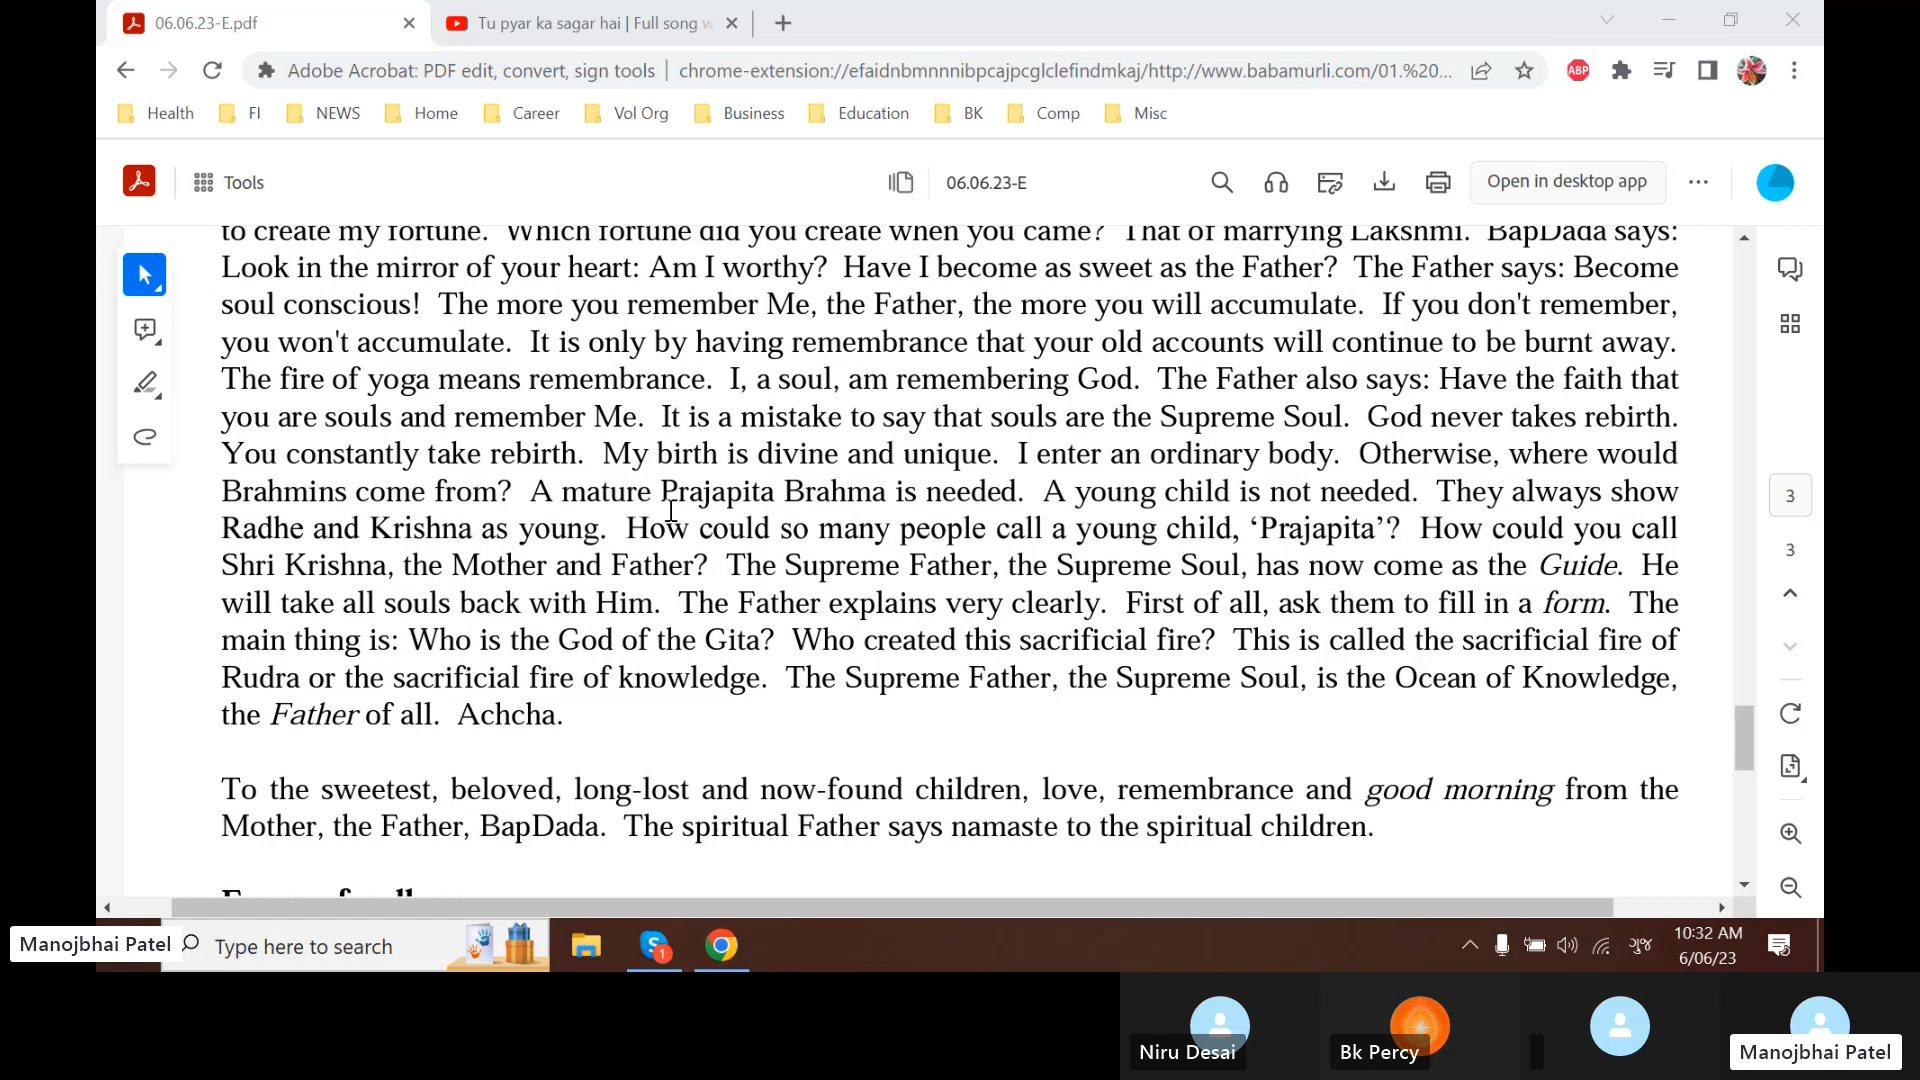 06.06.23-E.pdf
Tu pyar ka sagar hai | Full song w
Adobe Acrobat: PDF edit, convert, sign tools | chrome-extension://efaidnbmnnnibpcajpcglclefindmkaj/http://www.babamurli.com/01.%20...
ABP
Health FI NEWS Home Career Vol Org Business Education BK Comp Misc
Tools
06.06.23-E
Open in desktop app
to create my fortune. Which fortune did you create when you came? That of marrying Lakshmi. BapDada says:
Look in the mirror of your heart: Am I worthy? Have I become as sweet as the Father? The Father says: Become
soul conscious! The more you remember Me, the Father, the more you will accumulate. If you don't remember,
you won't accumulate. It is only by having remembrance that your old accounts will continue to be burnt away.
The fire of yoga means remembrance. I, a soul, am remembering God. The Father also says: Have the faith that
you are souls and remember Me. It is a mistake to say that souls are the Supreme Soul. God never takes rebirth.
You constantly take rebirth. My birth is divine and unique. I enter an ordinary body. Otherwise, where would
Brahmins come from? A mature Prajapita Brahma is needed. A young child is not needed. They always show
Radhe and Krishna as young. How could so many people call a young child, ‘Prajapita’? How could you call
Shri Krishna, the Mother and Father? The Supreme Father, the Supreme Soul, has now come as the Guide. He
will take all souls back with Him. The Father explains very clearly. First of all, ask them to fill in a form. The
main thing is: Who is the God of the Gita? Who created this sacrificial fire? This is called the sacrificial fire of
Rudra or the sacrificial fire of knowledge. The Supreme Father, the Supreme Soul, is the Ocean of Knowledge,
the Father of all. Achcha.
To the sweetest, beloved, long-lost and now-found children, love, remembrance and good morning from the
Mother, the Father, BapDada. The spiritual Father says namaste to the spiritual children.
3
3
Manojbhai Patel
Type here to search
1
ગુજ
10:32 AM
6/06/23
Niru Desai
Bk Percy
Manojbhai Patel